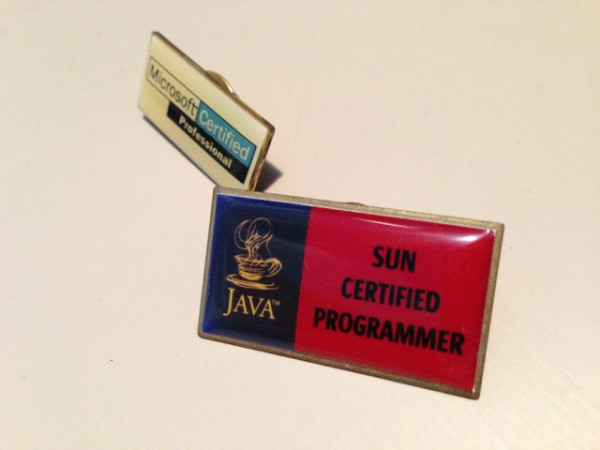 Microsoft Certified
Professional
JAVA™
SUN
CERTIFIED
PROGRAMMER